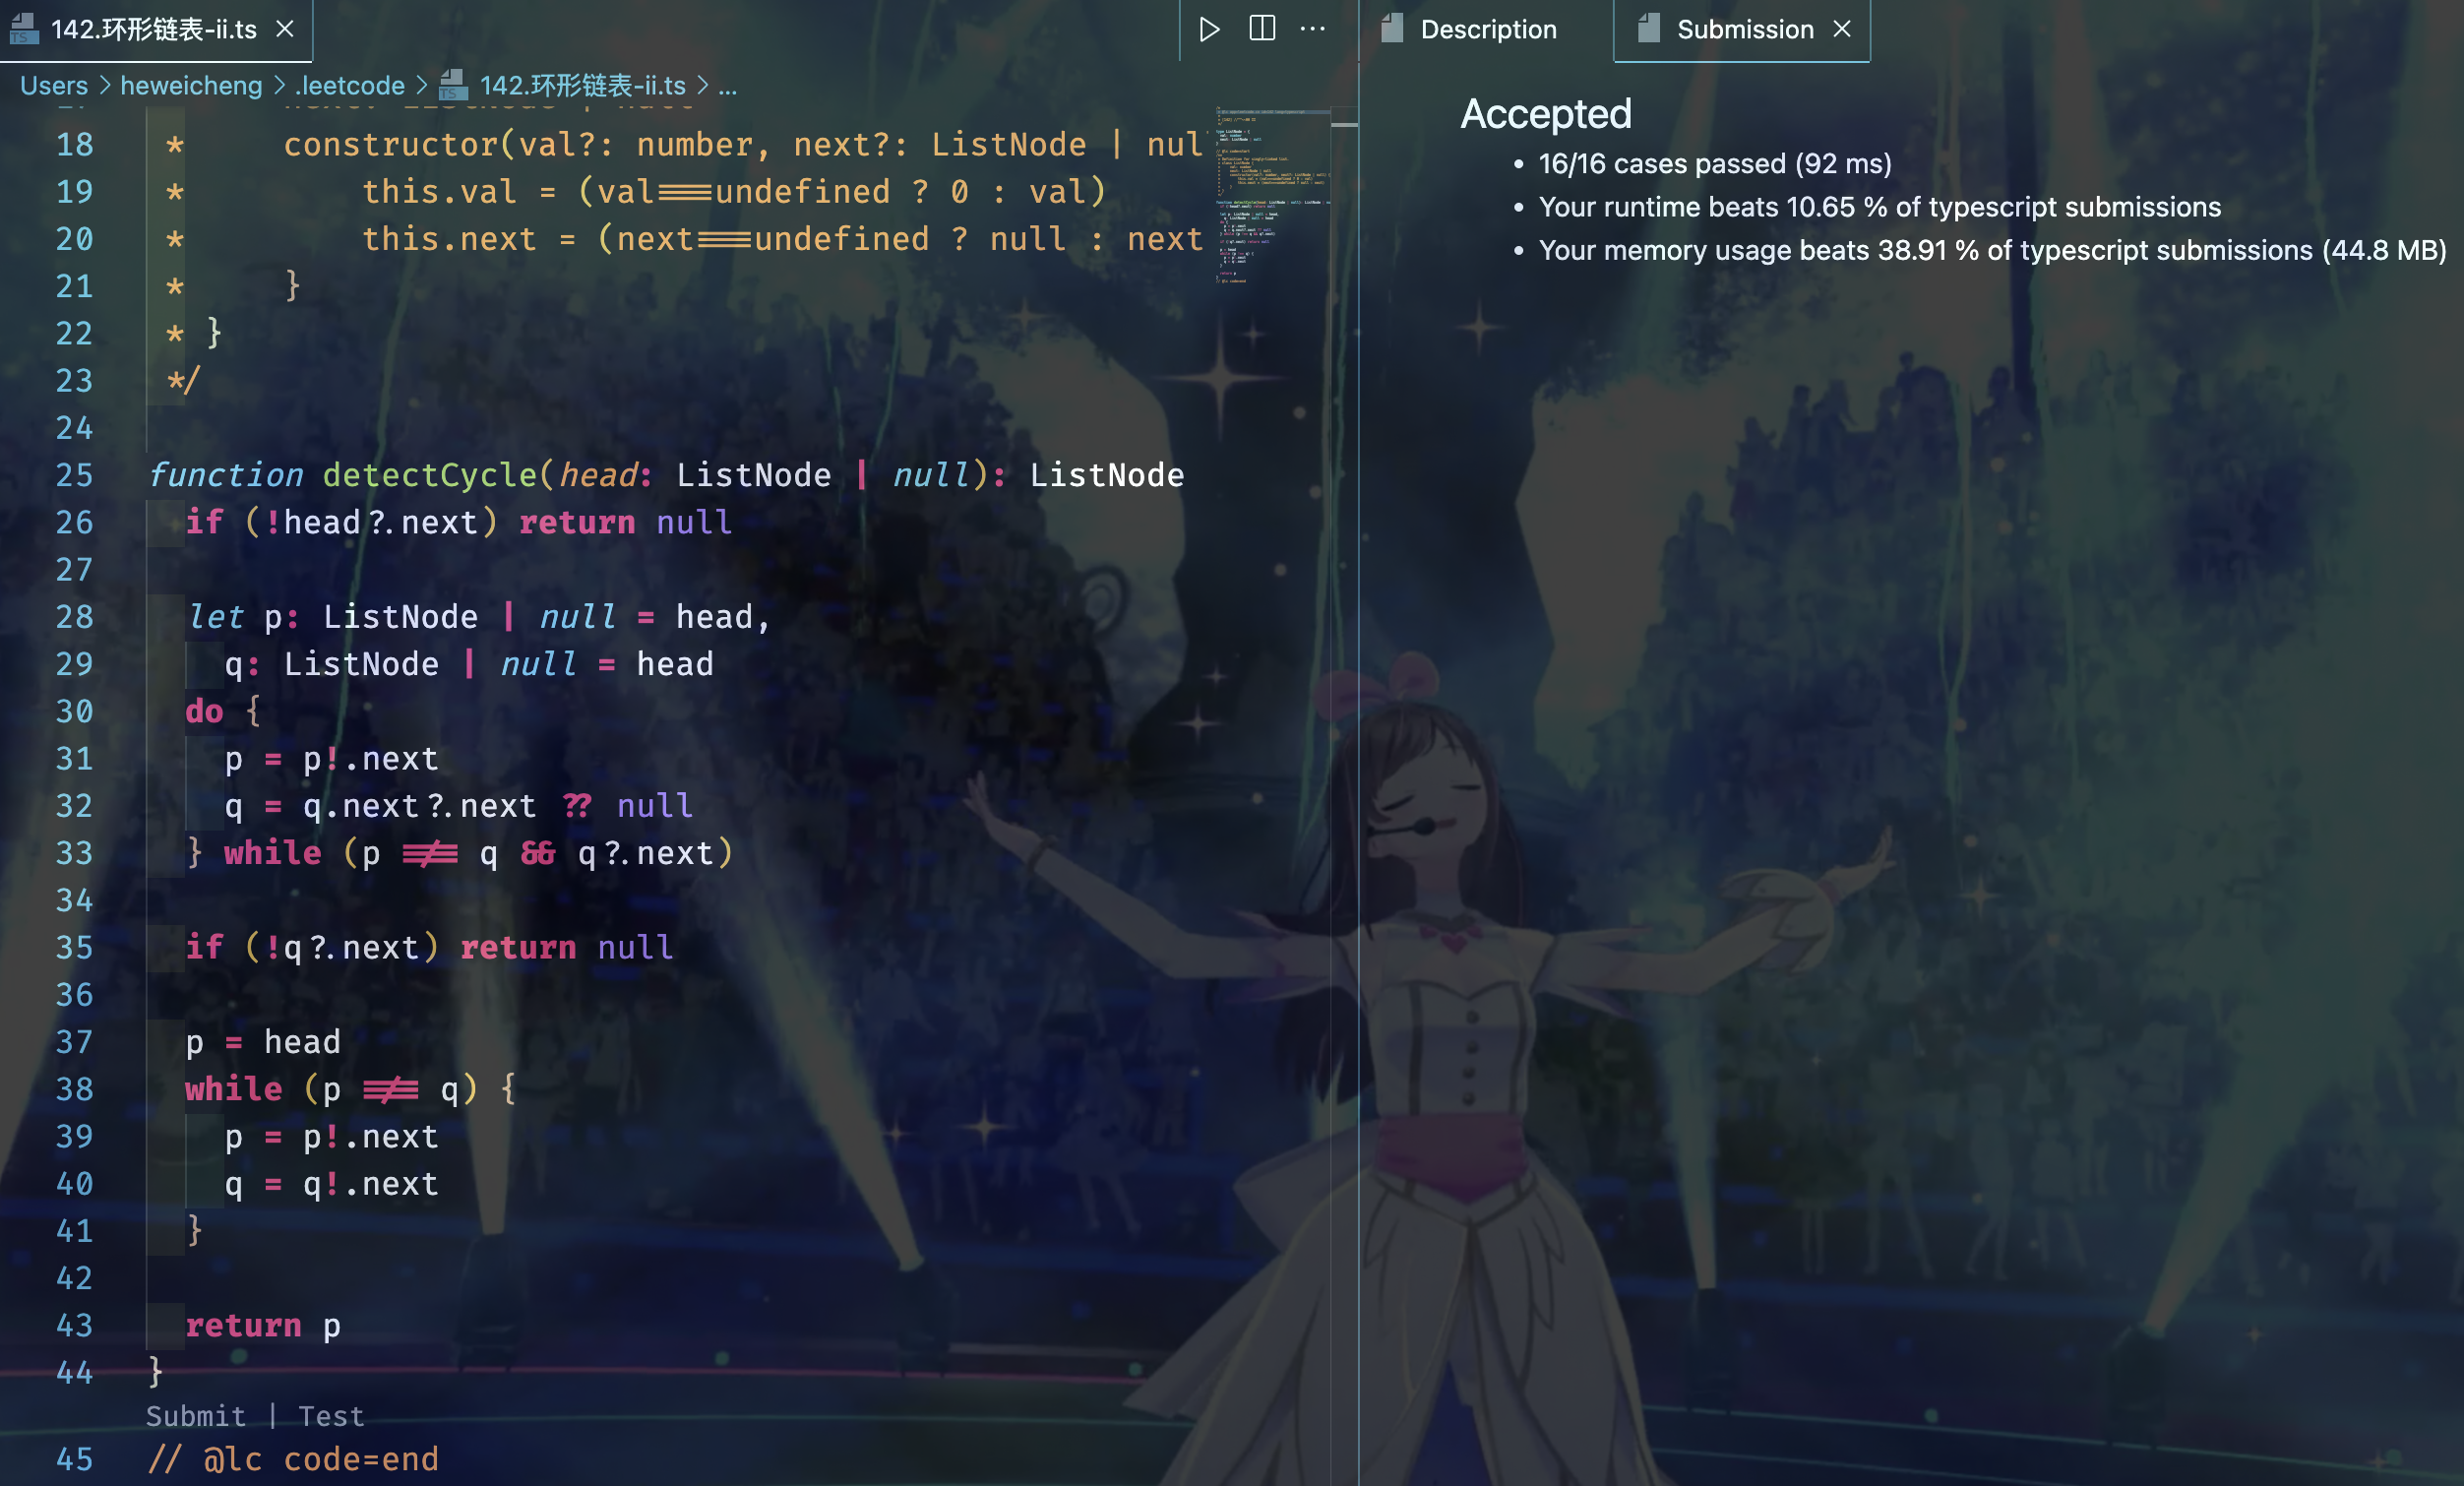 142.环形链表-ii.ts
Users > heweicheng > .leetcode > 142.环形链表-ii.ts > ...
18 * constructor(val?: number, next?: ListNode | nul
19 * this.val = (val===undefined ? 0 : val)
20 * this.next = (next===undefined ? null : next
21 * }
22 * }
23 */
24
25 function detectCycle(head: ListNode | null): ListNode
26 if (!head?.next) return null
27
28 let p: ListNode | null = head,
29 q: ListNode | null = head
30 do {
31 p = p!.next
32 q = q.next?.next ?? null
33 } while (p !== q && q?.next)
34
35 if (!q?.next) return null
36
37 p = head
38 while (p !== q) {
39 p = p!.next
40 q = q!.next
41 }
42
43 return p
44 }
Submit | Test
45 // @lc code=end
Description
Submission
Accepted
• 16/16 cases passed (92 ms)
• Your runtime beats 10.65 % of typescript submissions
• Your memory usage beats 38.91 % of typescript submissions (44.8 MB)